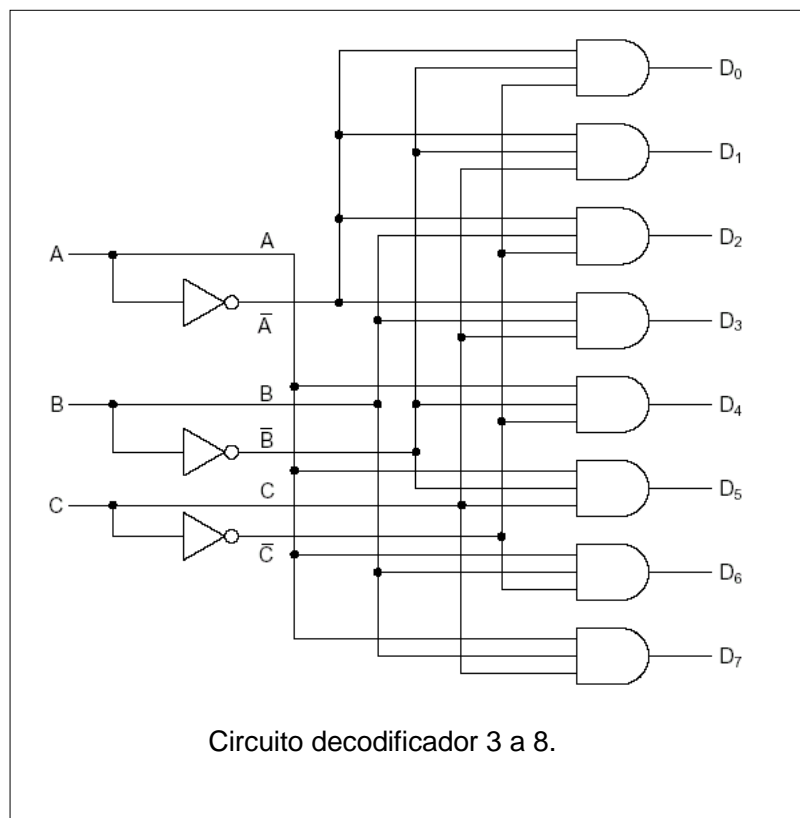 D₀
D₁
D₂
A
A
A̅
D₃
B
B
D₄
B̅
C
C
D₅
C̅
D₆
D₇
Circuito decodificador 3 a 8.